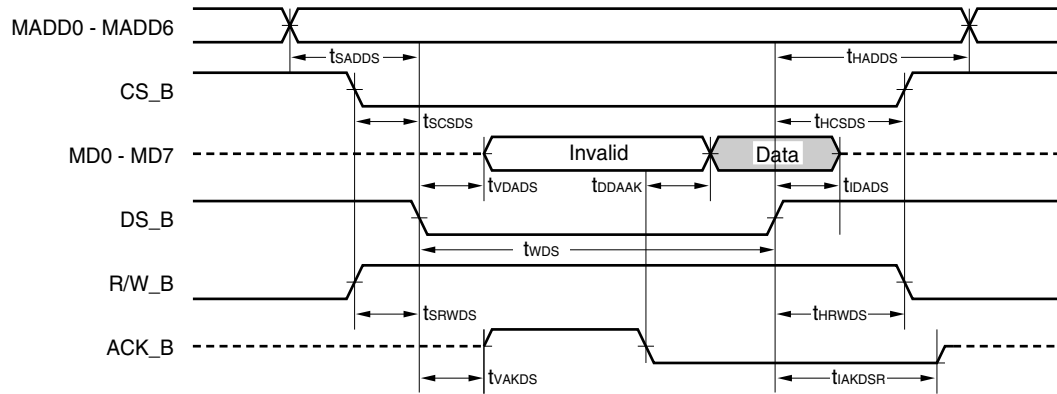 MADD0 - MADD6
tSADDS tHADDS
CS_B
tSCSDS tHCSDS
MD0 - MD7 Invalid Data
tVDADS tDDAAK tIDADS
DS_B
tWDS
R/W_B
tSRWDS tHRWDS
ACK_B
tVAKDS tIAKDSR